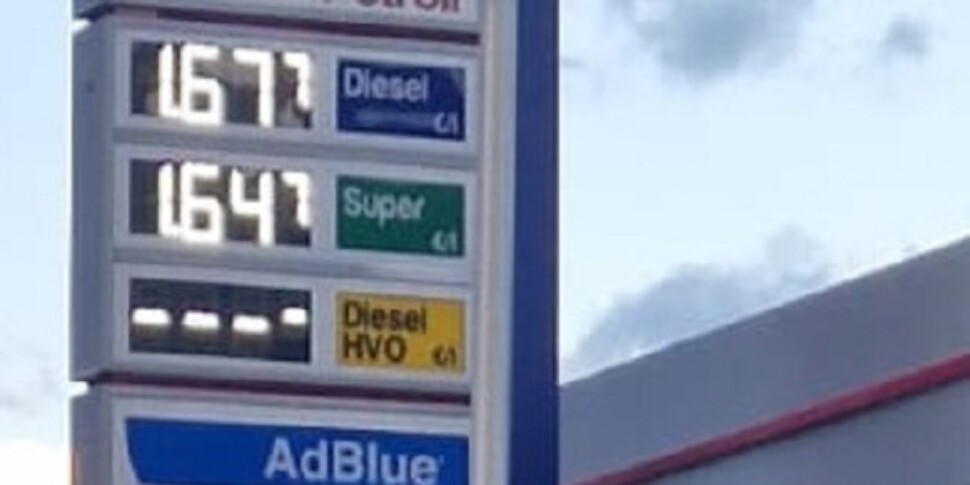 1.677 Diesel
€/l
1.647 Super
€/l
---- Diesel
HVO €/l
AdBlue